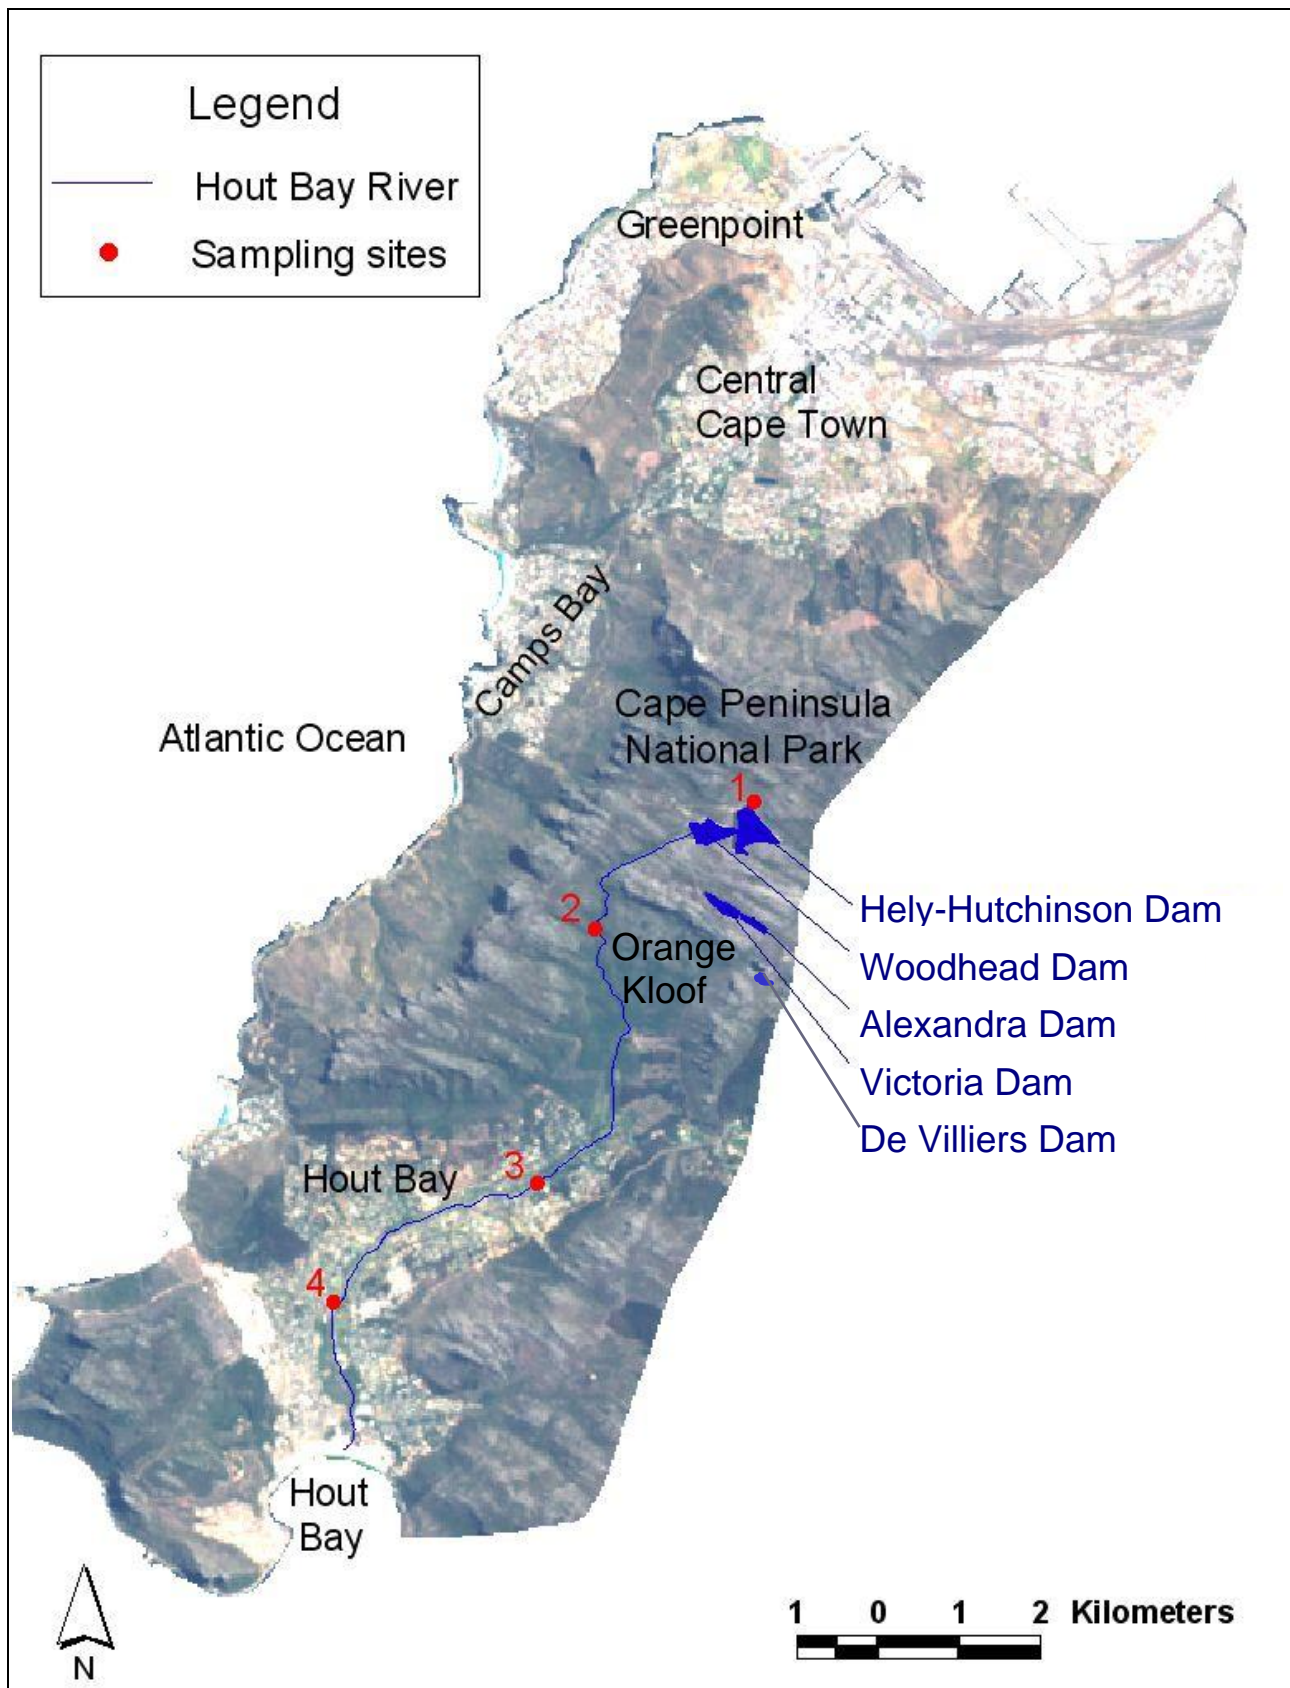 Legend
Hout Bay River
Sampling sites
Greenpoint
Central
Cape Town
Camps Bay
Cape Peninsula
National Park
Atlantic Ocean
1
Hely-Hutchinson Dam
2
Orange
Kloof
Woodhead Dam
Alexandra Dam
Victoria Dam
De Villiers Dam
3
Hout Bay
4
Hout
Bay
N
1 0 1 2 Kilometers